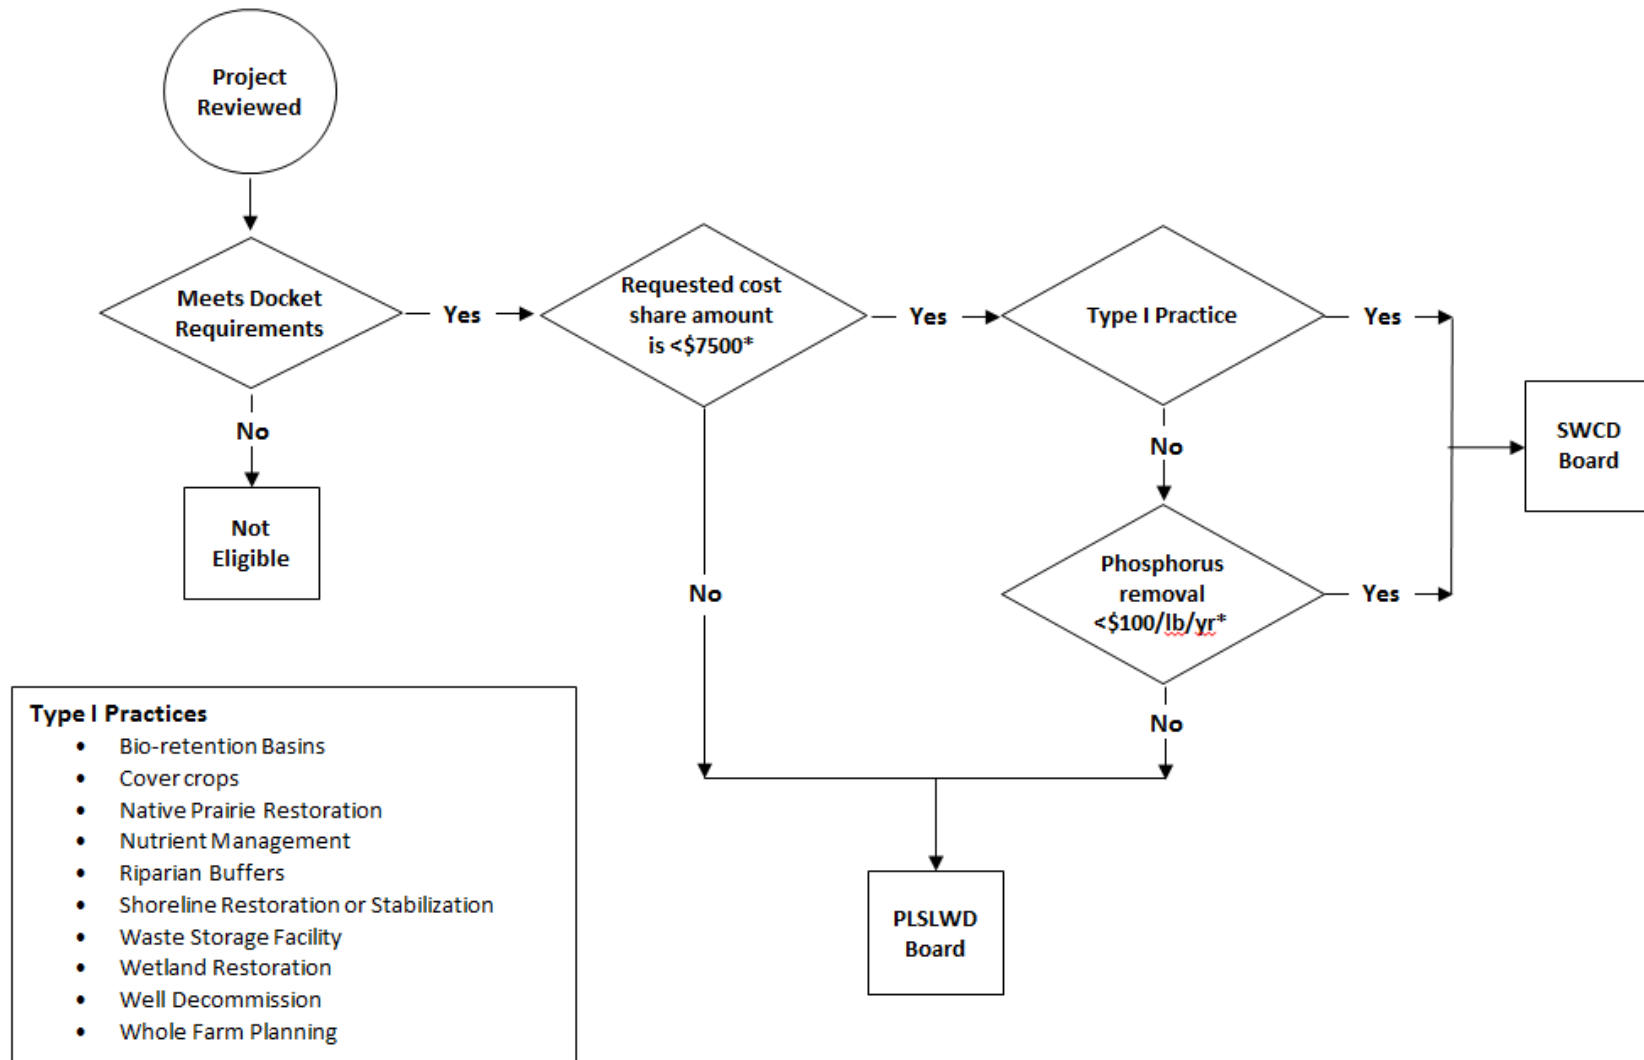 Project
Reviewed
Meets Docket
Requirements
Yes
No
Not
Eligible
Requested cost
share amount
is <$7500*
Yes
No
Type I Practice
Yes
No
Phosphorus
removal
<$100/lb/yr*
Yes
No
SWCD
Board
PLSLWD
Board
Type I Practices
• Bio-retention Basins
• Cover crops
• Native Prairie Restoration
• Nutrient Management
• Riparian Buffers
• Shoreline Restoration or Stabilization
• Waste Storage Facility
• Wetland Restoration
• Well Decommission
• Whole Farm Planning